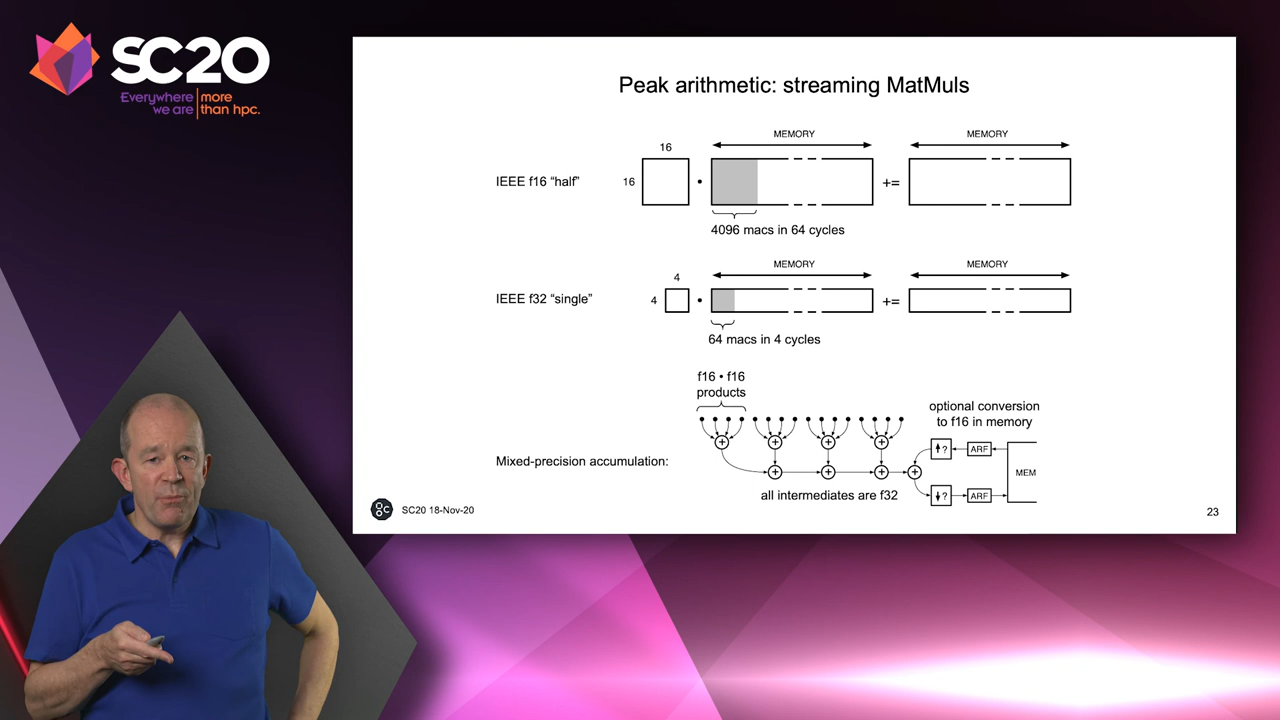 SC20
Everywhere more
we are than hpc.
Peak arithmetic: streaming MatMuls
MEMORY
MEMORY
16
IEEE f16 “half”
16
•
+=
4096 macs in 64 cycles
MEMORY
MEMORY
4
IEEE f32 “single”
4
•
+=
64 macs in 4 cycles
f16 • f16
products
optional conversion
to f16 in memory
+ + + +
↑?
ARF
Mixed-precision accumulation:
+ + + +
MEM
all intermediates are f32
↓?
ARF
SC20 18-Nov-20
23